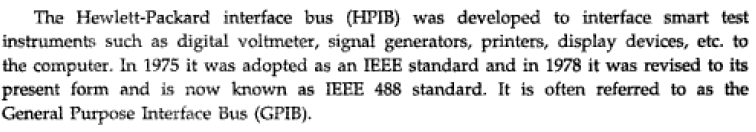 The Hewlett-Packard interface bus (HPIB) was developed to interface smart test
instruments such as digital voltmeter, signal generators, printers, display devices, etc. to
the computer. In 1975 it was adopted as an IEEE standard and in 1978 it was revised to its
present form and is now known as IEEE 488 standard. It is often referred to as the
General Purpose Interface Bus (GPIB).